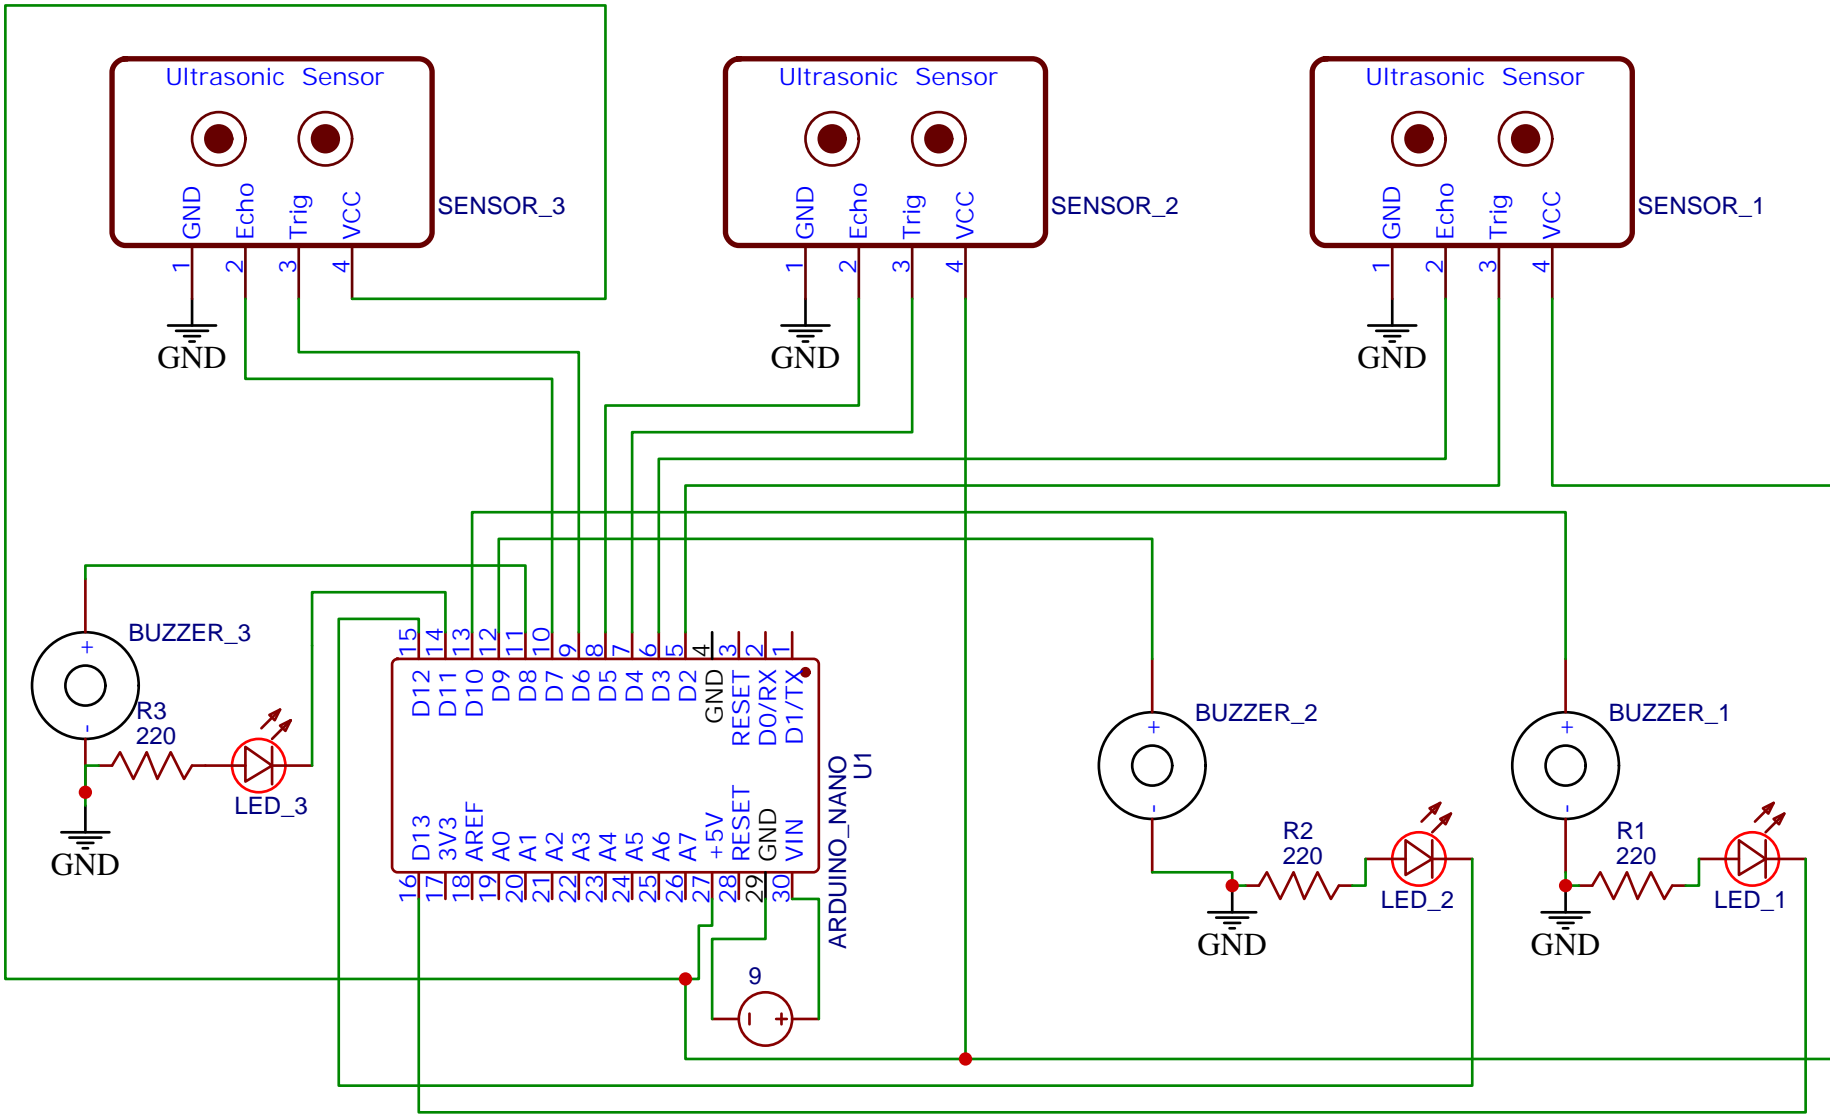 Ultrasonic Sensor
GND
Echo
Trig
VCC
1
2
3
4
SENSOR_3
GND
Ultrasonic Sensor
GND
Echo
Trig
VCC
1
2
3
4
SENSOR_2
GND
Ultrasonic Sensor
GND
Echo
Trig
VCC
1
2
3
4
SENSOR_1
GND
BUZZER_3
+
-
R3
220
LED_3
GND
15
14
13
12
11
10
9
8
7
6
5
4
3
2
1
D12
D11
D10
D9
D8
D7
D6
D5
D4
D3
D2
GND
RESET
D0/RX
D1/TX
D13
3V3
AREF
A0
A1
A2
A3
A4
A5
A6
A7
+5V
RESET
GND
VIN
16
17
18
19
20
21
22
23
24
25
26
27
28
29
30
U1
ARDUINO_NANO
9
- +
BUZZER_2
+
-
R2
220
LED_2
GND
BUZZER_1
+
-
R1
220
LED_1
GND